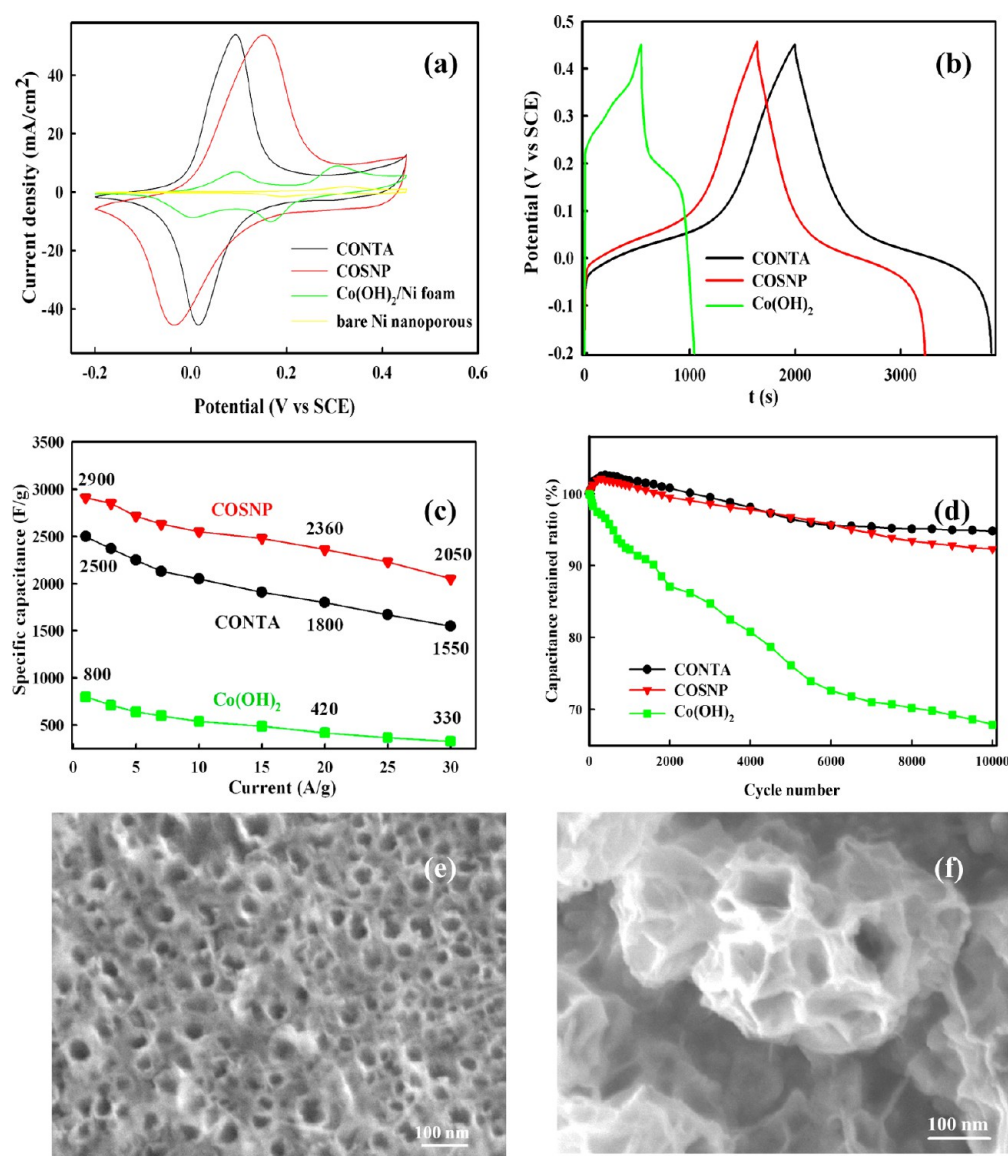 (a)
Current density (mA/cm²)
40
20
0
-20
-40
CONTA
COSNP
Co(OH)₂/Ni foam
bare Ni nanoporous
-0.2
0.0
0.2
0.4
0.6
Potential (V vs SCE)
(b)
Potential (V vs SCE)
0.5
0.4
0.3
0.2
0.1
0.0
-0.1
-0.2
CONTA
COSNP
Co(OH)₂
0
1000
2000
3000
t (s)
(c)
Specific capacitance (F/g)
3500
3000
2500
2000
1500
1000
500
2900
COSNP
2360
2050
2500
CONTA
1800
1550
800
Co(OH)₂
420
330
0
5
10
15
20
25
30
Current (A/g)
(d)
Capacitance retained ratio (%)
100
90
80
70
CONTA
COSNP
Co(OH)₂
0
2000
4000
6000
8000
10000
Cycle number
(e)
100 nm
(f)
100 nm